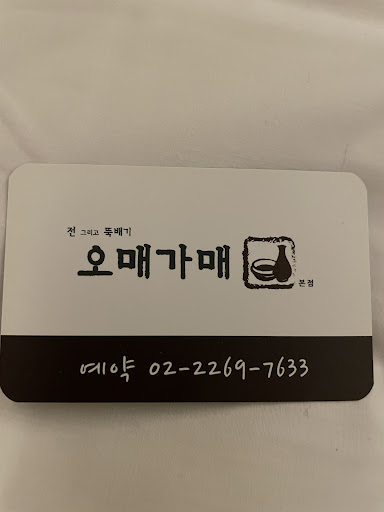 전 그리고 뚝배기
오매가매
본점
예약 02-2269-7633